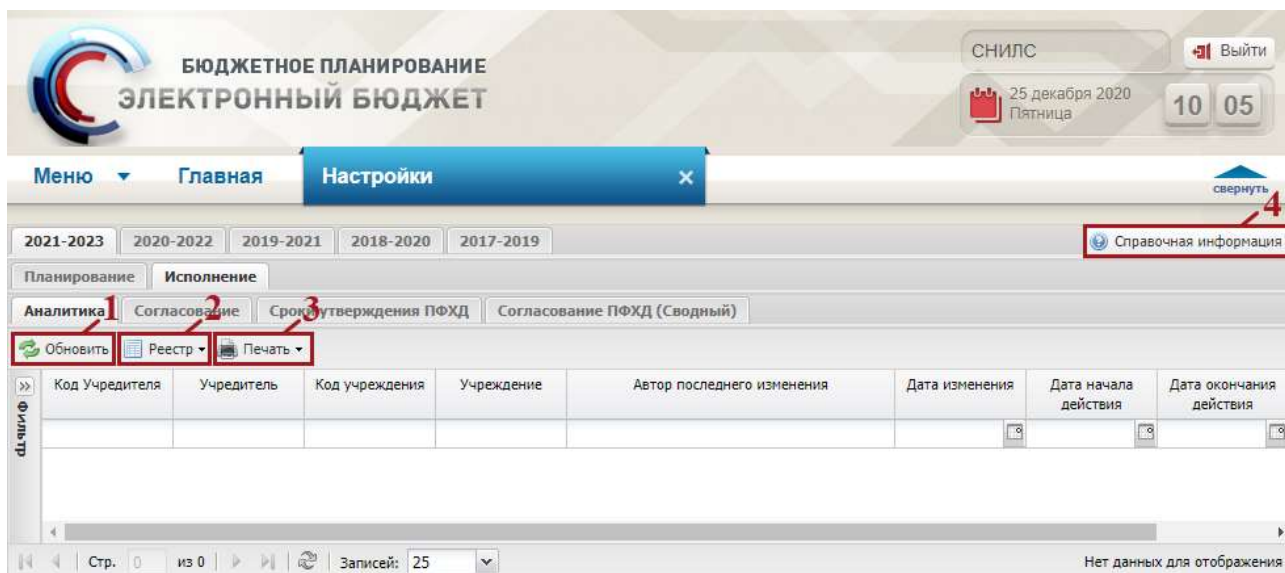 БЮДЖЕТНОЕ ПЛАНИРОВАНИЕ
ЭЛЕКТРОННЫЙ БЮДЖЕТ
СНИЛС
Выйти
25 декабря 2020
Пятница
10 05
Меню Главная Настройки
свернуть
4
2021-2023 2020-2022 2019-2021 2018-2020 2017-2019 Справочная информация
Планирование Исполнение
Аналитика Согласование Сроки утверждения ПФХД Согласование ПФХД (Сводный)
1 2 3
Обновить Реестр Печать
Фильтр
Код Учредителя Учредитель Код учреждения Учреждение Автор последнего изменения Дата изменения Дата начала действия Дата окончания действия
Стр. 0 из 0 Записей: 25 Нет данных для отображения